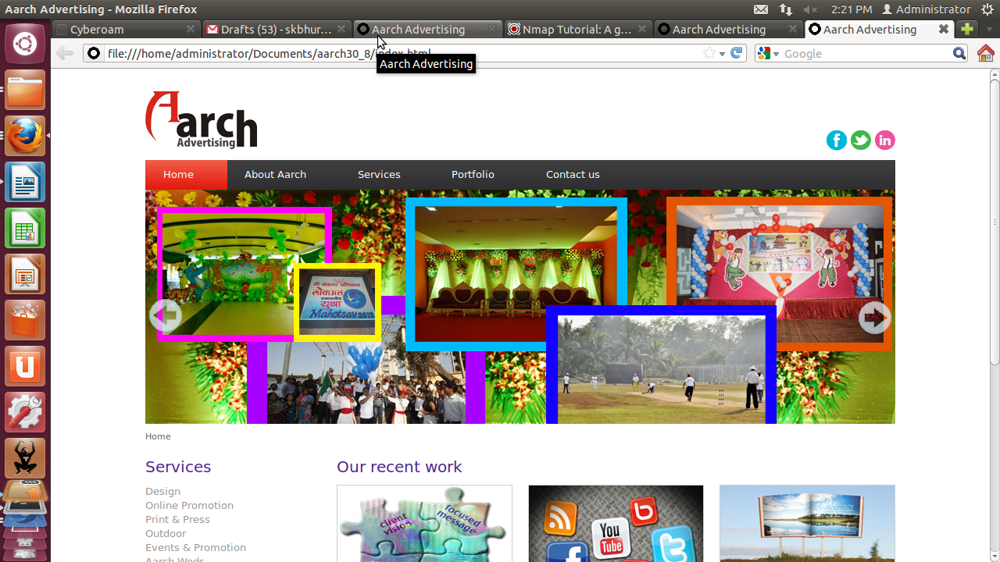 Aarch Advertising - Mozilla Firefox
2:21 PM
Administrator
Cyberoam
Drafts (53) - skbhur...
Aarch Advertising
Nmap Tutorial: A g...
Aarch Advertising
Aarch Advertising
file:///home/administrator/Documents/aarch30_8/index.html
Google
Aarch Advertising
Aarch
Advertising
Home
About Aarch
Services
Portfolio
Contact us
लोकमत
युवा
Mahotsav 2012
Home
Services
Our recent work
Design
Online Promotion
Print & Press
Outdoor
Events & Promotion
Aarch Weds
client
vision
focused
message
You
Tube